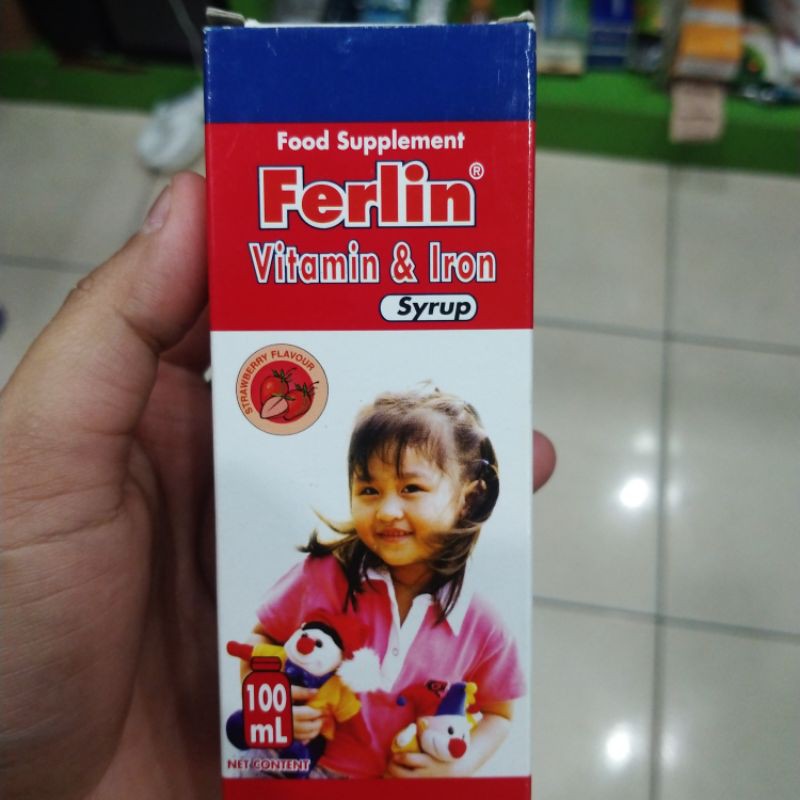 Food Supplement
Ferlin®
Vitamin & Iron
Syrup
STRAWBERRY FLAVOUR
100
mL
NET CONTENT